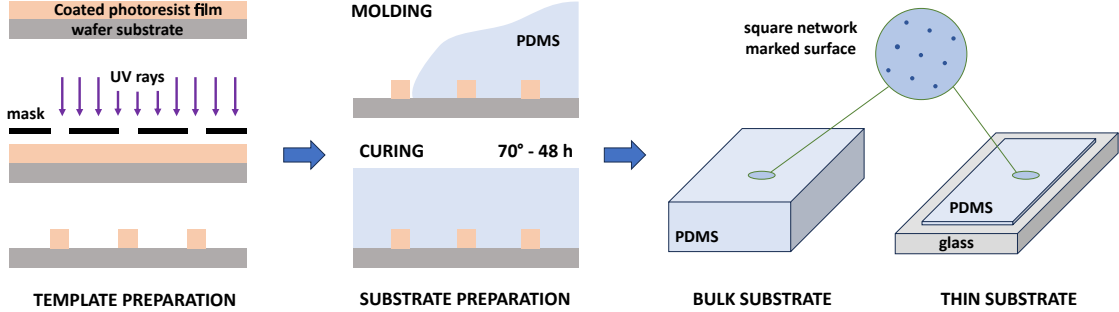 Coated photoresist film
wafer substrate
UV rays
mask
TEMPLATE PREPARATION
MOLDING
PDMS
CURING 70° - 48 h
SUBSTRATE PREPARATION
square network
marked surface
PDMS
BULK SUBSTRATE
PDMS
glass
THIN SUBSTRATE